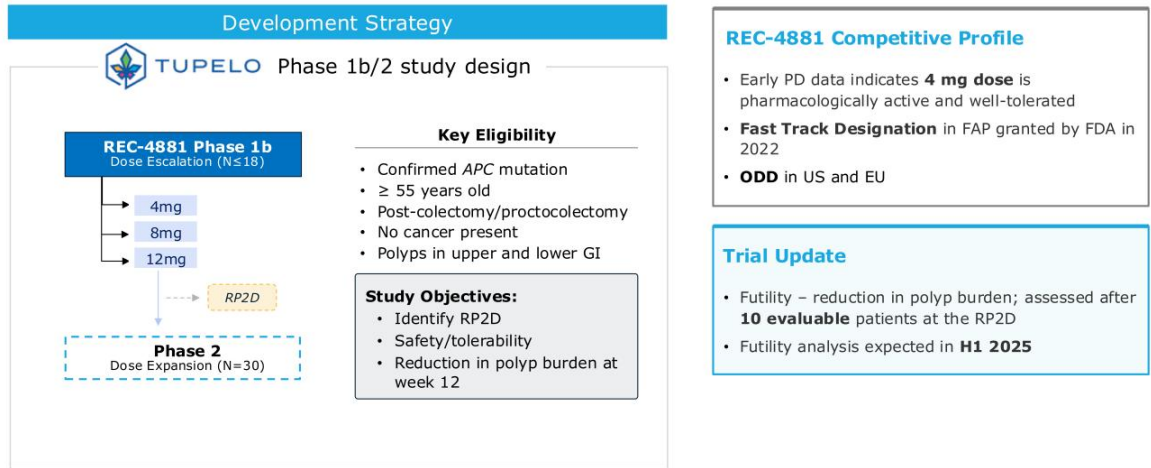 Development Strategy
TUPELO Phase 1b/2 study design
REC-4881 Phase 1b
Dose Escalation (N≤18)
4mg
8mg
12mg
RP2D
Phase 2
Dose Expansion (N=30)
Key Eligibility
• Confirmed APC mutation
• ≥ 55 years old
• Post-colectomy/proctocolectomy
• No cancer present
• Polyps in upper and lower GI
Study Objectives:
• Identify RP2D
• Safety/tolerability
• Reduction in polyp burden at
week 12
REC-4881 Competitive Profile
• Early PD data indicates 4 mg dose is
pharmacologically active and well-tolerated
• Fast Track Designation in FAP granted by FDA in
2022
• ODD in US and EU
Trial Update
• Futility – reduction in polyp burden; assessed after
10 evaluable patients at the RP2D
• Futility analysis expected in H1 2025